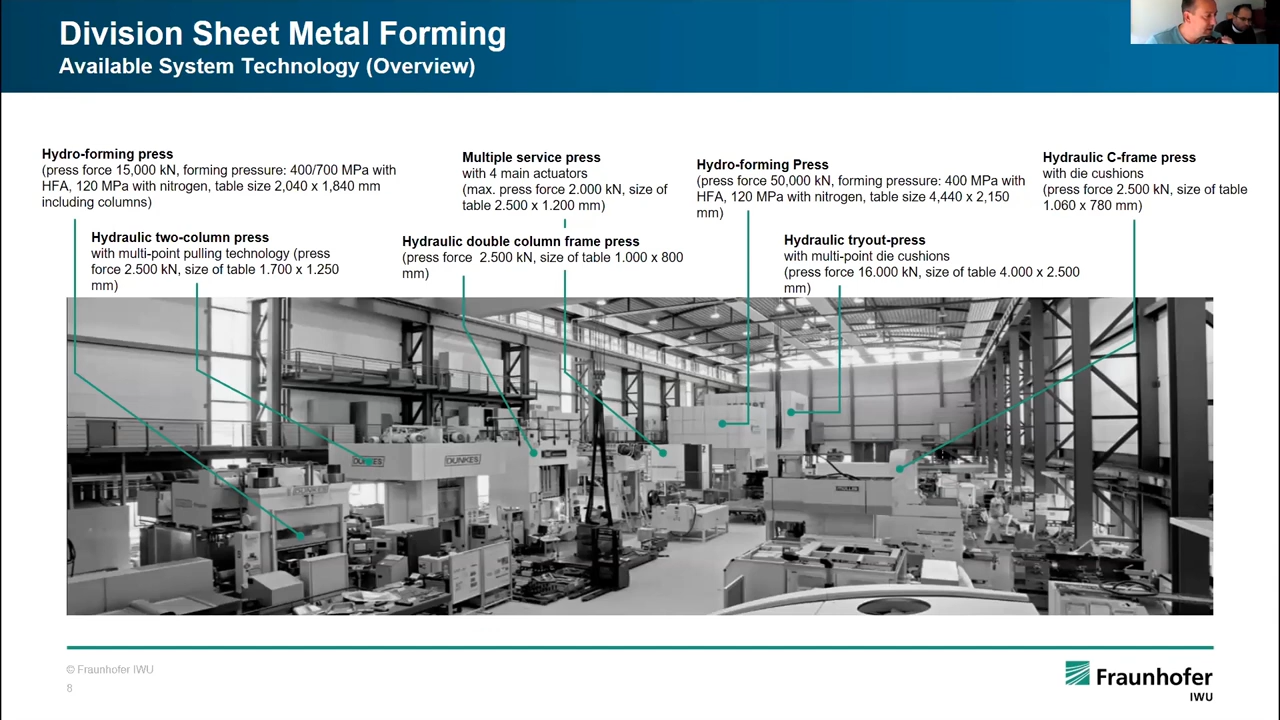 Division Sheet Metal Forming
Available System Technology (Overview)
Hydro-forming press
(press force 15,000 kN, forming pressure: 400/700 MPa with
HFA, 120 MPa with nitrogen, table size 2,040 x 1,840 mm
including columns)
Hydraulic two-column press
with multi-point pulling technology (press
force 2.500 kN, size of table 1.700 x 1.250
mm)
Multiple service press
with 4 main actuators
(max. press force 2.000 kN, size of
table 2.500 x 1.200 mm)
Hydraulic double column frame press
(press force  2.500 kN, size of table 1.000 x 800
mm)
Hydro-forming Press
(press force 50,000 kN, forming pressure: 400 MPa with
HFA, 120 MPa with nitrogen, table size 4,440 x 2,150
mm)
Hydraulic tryout-press
with multi-point die cushions
(press force 16.000 kN, size of table 4.000 x 2.500
mm)
Hydraulic C-frame press
with die cushions
(press force 2.500 kN, size of table
1.060 x 780 mm)
DUNKES
DUNKES
DUNKES
© Fraunhofer IWU
8
Fraunhofer
IWU